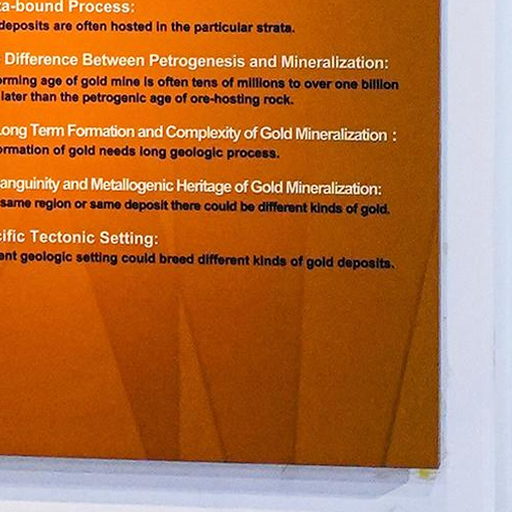 ta-bound Process:
deposits are often hosted in the particular strata.
Difference Between Petrogenesis and Mineralization:
orming age of gold mine is often tens of millions to over one billion
later than the petrogenic age of ore-hosting rock.
Long Term Formation and Complexity of Gold Mineralization :
ormation of gold needs long geologic process.
anguinity and Metallogenic Heritage of Gold Mineralization:
same region or same deposit there could be different kinds of gold.
cific Tectonic Setting:
ent geologic setting could breed different kinds of gold deposits.